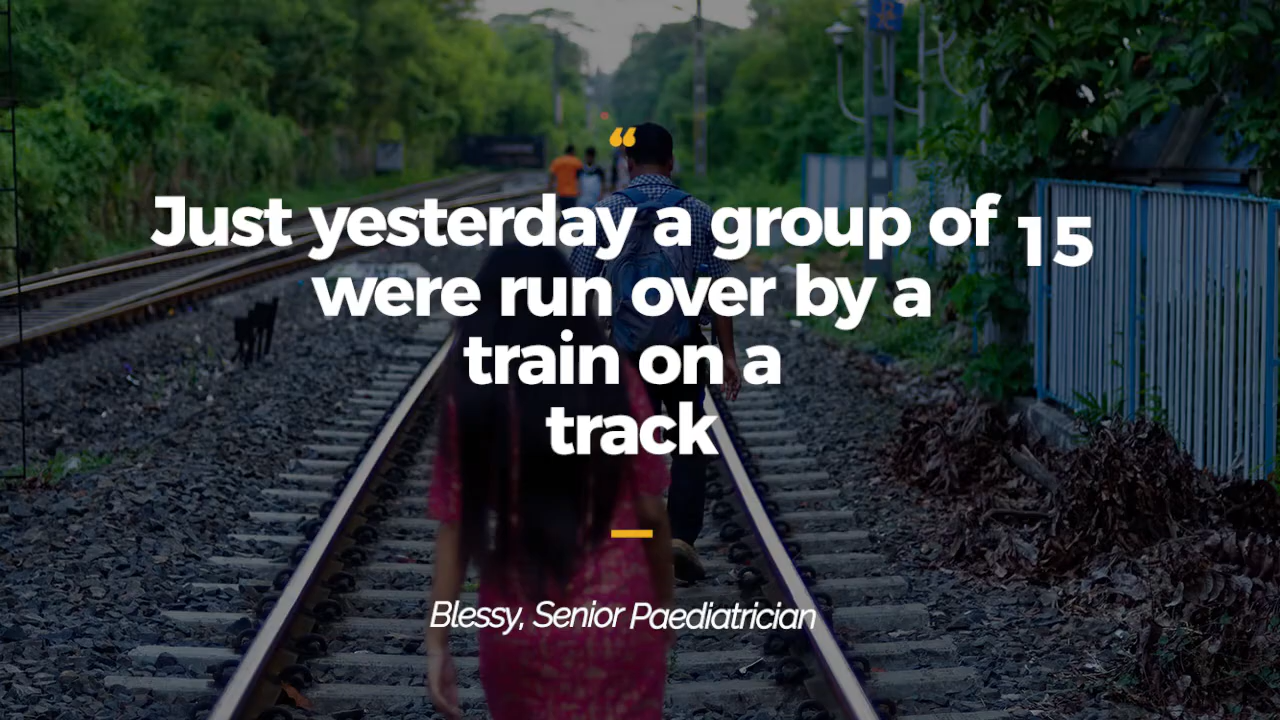 “
Just yesterday a group of 15
were run over by a
train on a
track
Blessy, Senior Paediatrician